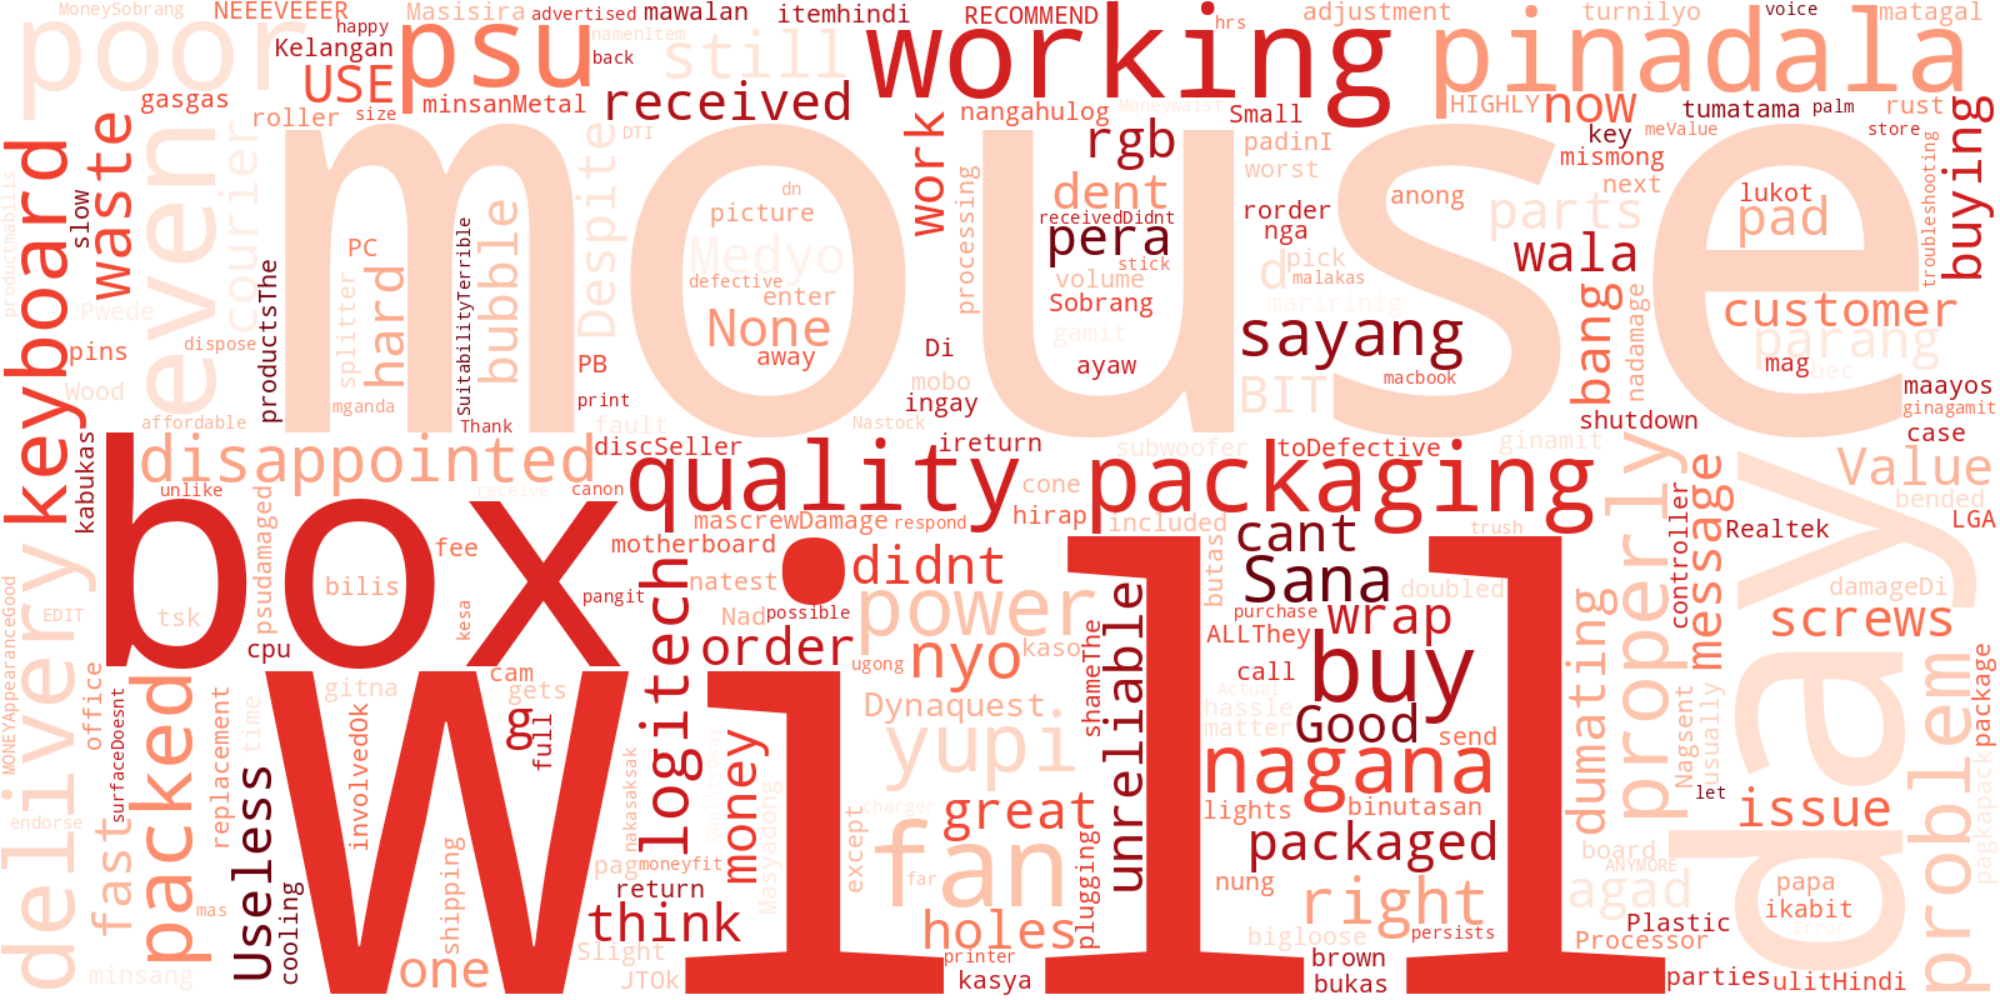 MoneySobrang
NEEEVEEER
happy
Masisira
advertised
mawalan
itemhindi
RECOMMEND
hrs
adjustment
turnilyo
voice
matagal
poor
Kelangan
USE
psu
namenItem
back
still
working
pinadala
gasgas
roller
size
minsanMetal
received
DTI
work
nangahulog
MoneyWaist
Small
HIGHLY
now
tumatama
palm
rust
store
buying
keyboard
waste
even
courier
mouse
rgb
padinI
worst
key
meValue
mismong
next
troubleshooting
productmabilis
slow
dn
picture
Medyo
defective
enter
None
away
processing
dent
receivedDidnt
pera
stick
volume
Sobrang
gamit
rorder
nga
anong
d
pick
malakas
maririnig
parts
lukot
pad
wala
PC
splitter
hard
SuitabilityTerrible
bubble
Despite
Pwede
pins
dispose
productsThe
Wood
affordable
mganda
Thank
PB
print
fault
Di
mobo
ingay
ayaw
sayang
BIT
macbook
bang
nadamage
customer
parang
mag
bec
maayos
ginagamit
case
shutdown
Nastock
ireturn
subwoofer
toDefective
ginamit
disappointed
discSeller
unlike
receive
canon
quality
packaging
cone
hirap
included
properly
message
controller
Value
bended
LGA
Realtek
kabukas
box
psudamaged
fee
bilis
tsk
cpu
kesa
motherboard
mascrewDamage
respond
natest
pangit
Nad
possible
order
didnt
power
nyo
kaso
ugong
logitech
unreliable
shameThe
butasa
cant
Sana
trush
doubled
purchase
wrap
ALLThey
call
buy
Actual
hassle
matter
Good
send
damageDi
screws
days
delivery
MONEYAppearanceGood
EDIT
office
surfaceDoesnt
packed
replacement
time
gitna
cam
gets
g
full
involvedOk
Will
Dynaquest
yupi
nagana
dumating
Nagsent
usually
let
issue
problem
package
pagkapack
endorse
fast
Useless
cooling
shipping
nakasaksak
pag
moneyfit
money
Masyadong
except
charger
great
fan
far
plugging
lights
binutasan
packaged
nung
right
persists
board
ANYMORE
agad
papa
ikabit
Error
mas
minsang
one
return
think
Slight
JTOk
holes
printer
kasya
bigloose
brown
bukas
Plastic
Processor
parties
ulitHindi